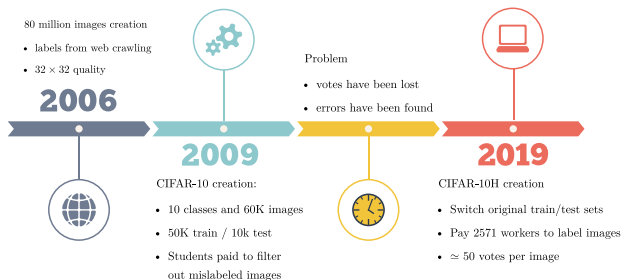 80 million images creation
• labels from web crawling
• 32 × 32 quality
2006
2009
CIFAR-10 creation:
• 10 classes and 60K images
• 50K train / 10k test
• Students paid to filter
out mislabeled images
Problem
• votes have been lost
• errors have been found
2019
CIFAR-10H creation
• Switch original train/test sets
• Pay 2571 workers to label images
• ≃ 50 votes per image